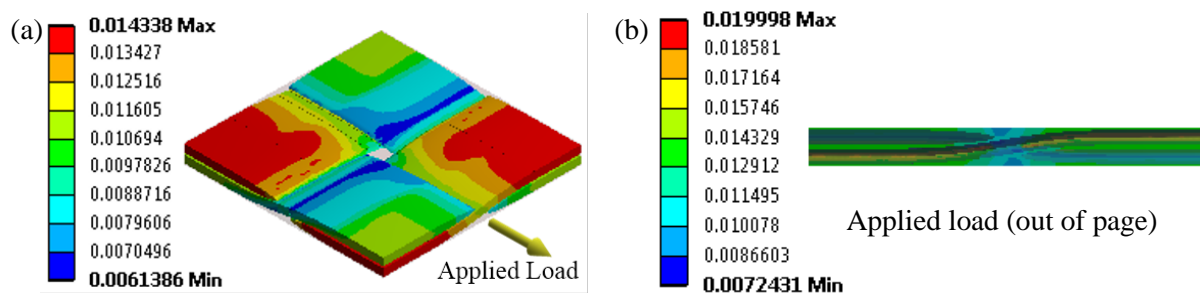 (a)
0.014338 Max
0.013427
0.012516
0.011605
0.010694
0.0097826
0.0088716
0.0079606
0.0070496
0.0061386 Min
Applied Load
(b)
0.019998 Max
0.018581
0.017164
0.015746
0.014329
0.012912
0.011495
0.010078
0.0086603
0.0072431 Min
Applied load (out of page)